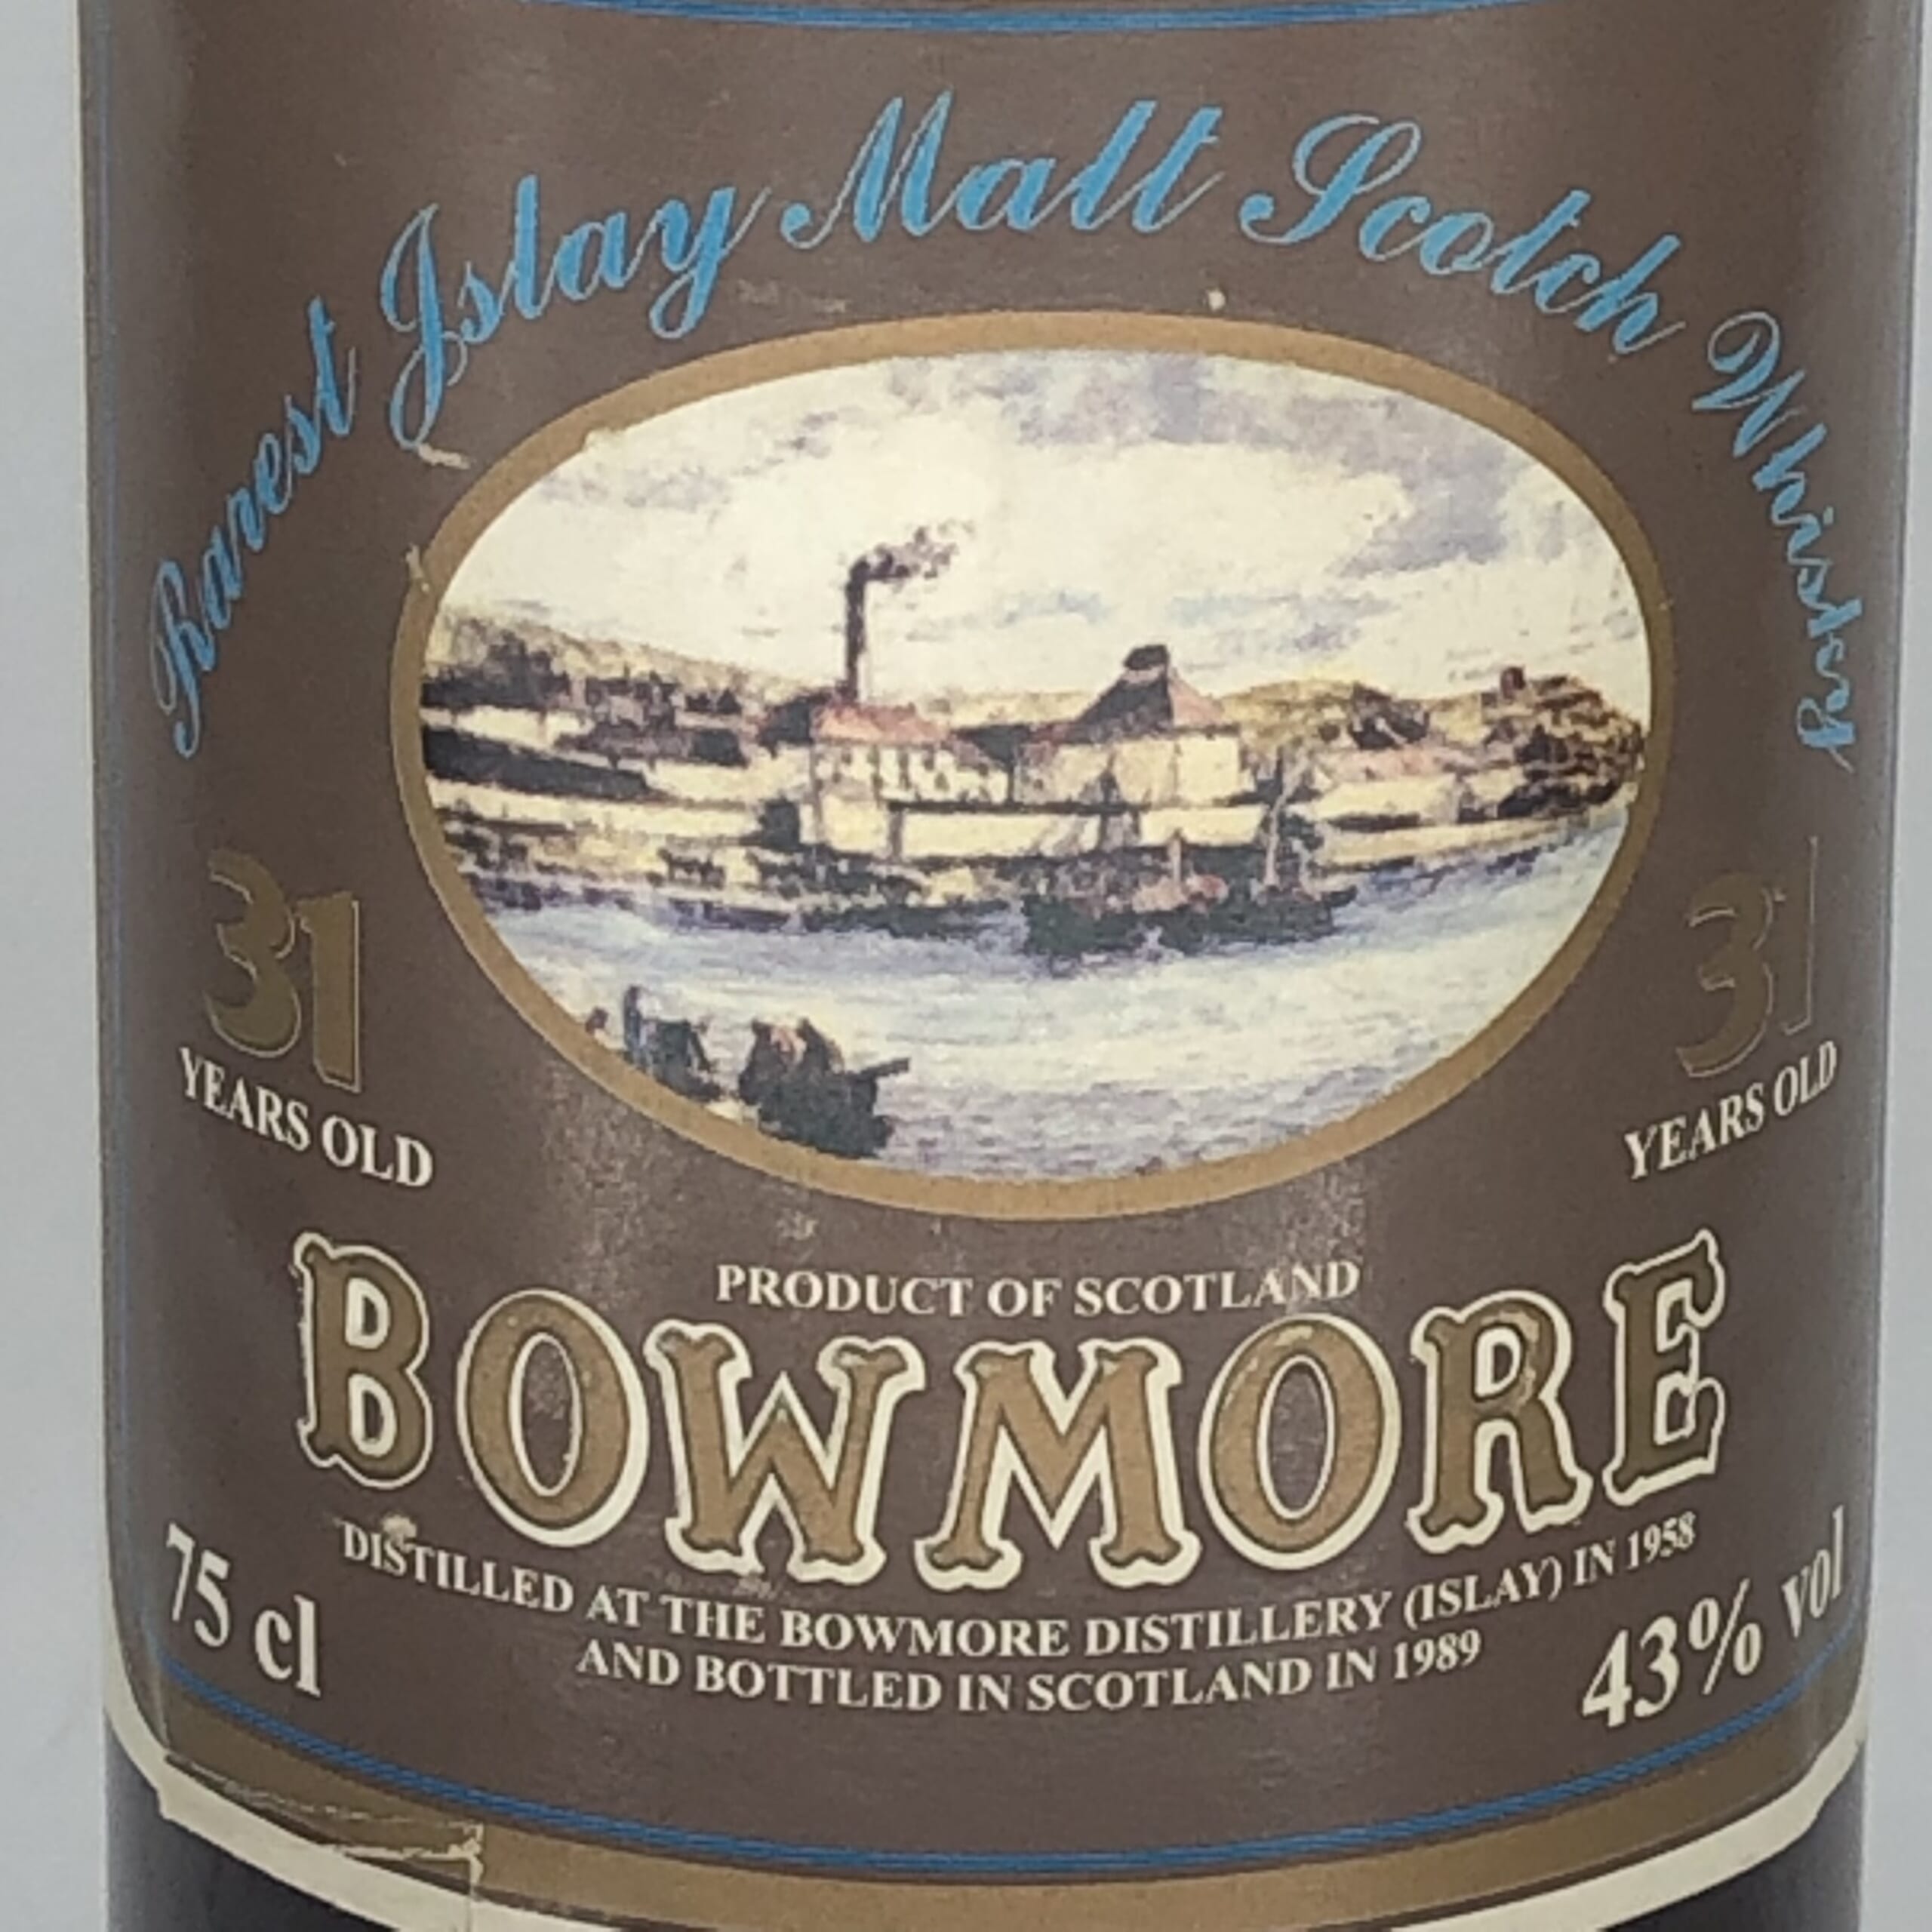 Rarest Islay Malt Scotch Whisky
31
YEARS OLD
31
YEARS OLD
PRODUCT OF SCOTLAND
BOWMORE
DISTILLED AT THE BOWMORE DISTILLERY (ISLAY) IN 1958
AND BOTTLED IN SCOTLAND IN 1989
75 cl
43% vol